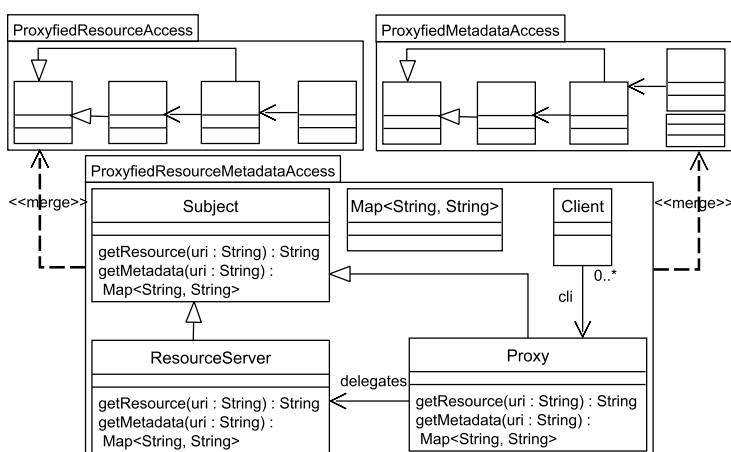 ProxyfiedResourceAccess
ProxyfiedMetadataAccess
ProxyfiedResourceMetadataAccess
<<merge>>
Subject
getResource(uri : String) : String
getMetadata(uri : String) :
Map<String, String>
Map<String, String>
Client
<<merge>>
0..*
cli
ResourceServer
getResource(uri : String) : String
getMetadata(uri : String) :
Map<String, String>
delegates
Proxy
getResource(uri : String) : String
getMetadata(uri : String) :
Map<String, String>